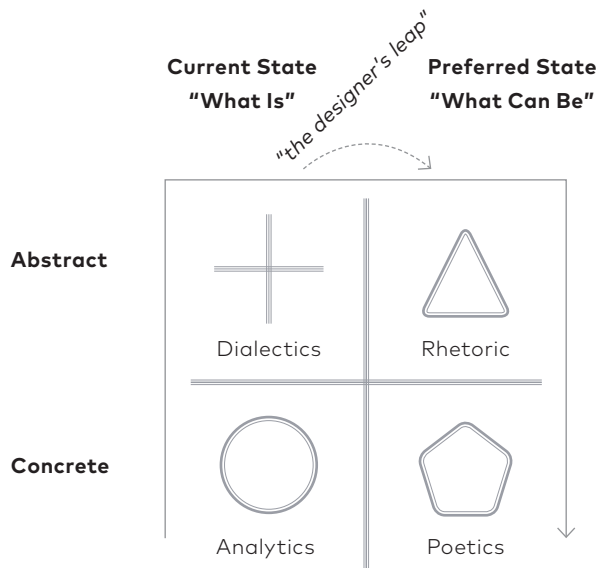 Current State
“What Is”
“the designer’s leap”
Preferred State
“What Can Be”
Abstract
Dialectics
Rhetoric
Concrete
Analytics
Poetics